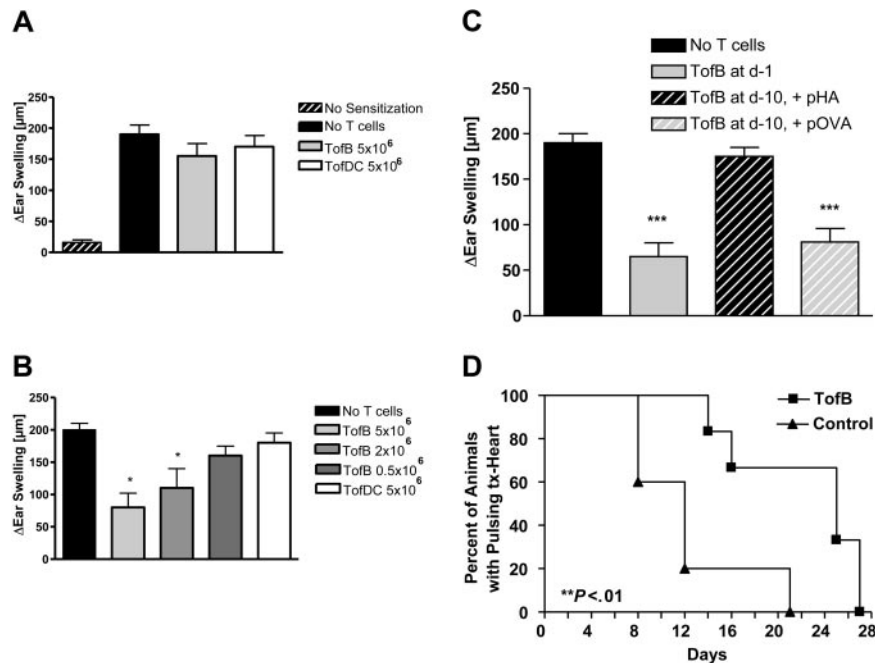 A
ΔEar Swelling [µm]
250
200
150
100
50
0
No Sensitization
No T cells
TofB 5x10⁶
TofDC 5x10⁶
B
ΔEar Swelling [µm]
250
200
150
100
50
0
*
*
No T cells
TofB 5x10⁶
TofB 2x10⁶
TofB 0.5x10⁶
TofDC 5x10⁶
C
No T cells
TofB at d-1
TofB at d-10, + pHA
TofB at d-10, + pOVA
ΔEar Swelling [µm]
250
200
150
100
50
0
***
***
D
Percent of Animals
with Pulsing tx-Heart
100
80
60
40
20
0
TofB
Control
**P<.01
0 4 8 12 16 20 24 28
Days